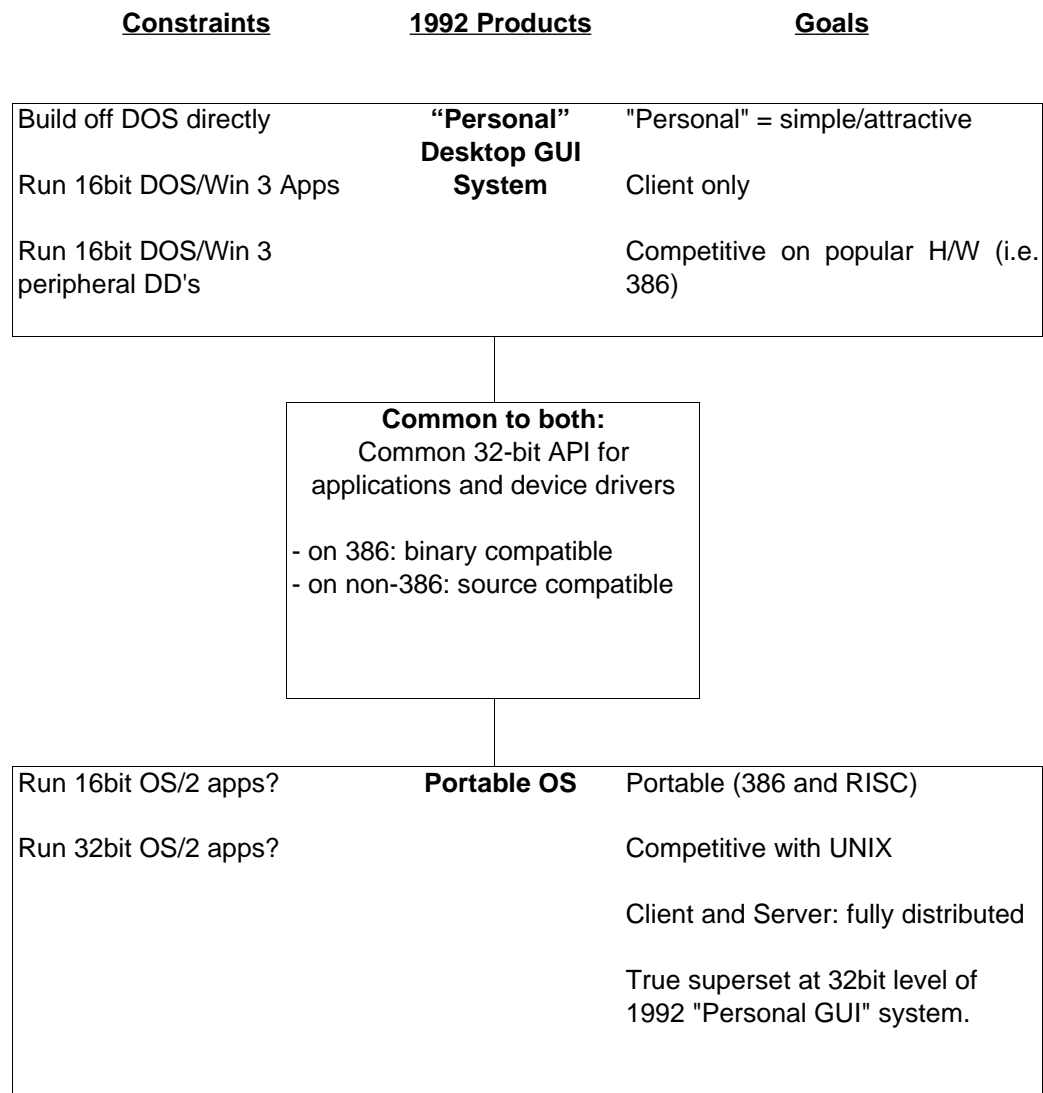 Constraints 1992 Products Goals
Build off DOS directly
Run 16bit DOS/Win 3 Apps
Run 16bit DOS/Win 3
peripheral DD's
“Personal”
Desktop GUI
System
"Personal" = simple/attractive
Client only
Competitive on popular H/W (i.e.
386)
Common to both:
Common 32-bit API for
applications and device drivers
- on 386: binary compatible
- on non-386: source compatible
Run 16bit OS/2 apps?
Run 32bit OS/2 apps?
Portable OS
Portable (386 and RISC)
Competitive with UNIX
Client and Server: fully distributed
True superset at 32bit level of
1992 "Personal GUI" system.